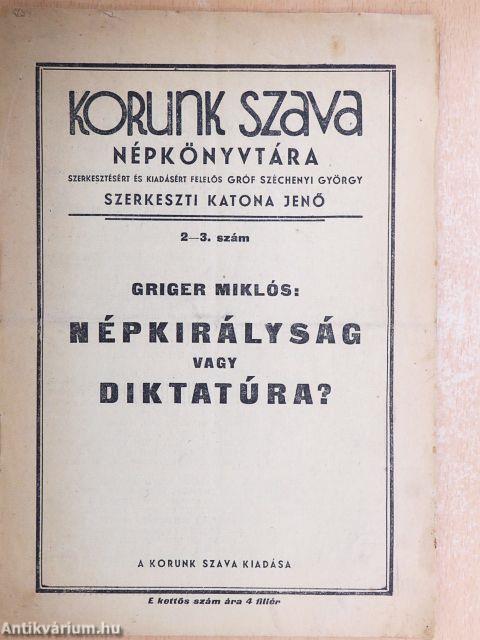 KORUNK SZAVA
NÉPKÖNYVTÁRA
SZERKESZTÉSÉRT ÉS KIADÁSÉRT FELELŐS GRÓF SZÉCHENYI GYÖRGY
SZERKESZTI KATONA JENŐ
2—3. szám
GRIGER MIKLÓS:
NÉPKIRÁLYSÁG
VAGY
DIKTATÚRA?
A KORUNK SZAVA KIADÁSA
E kettős szám ára 4 fillér
Antikvárium.hu